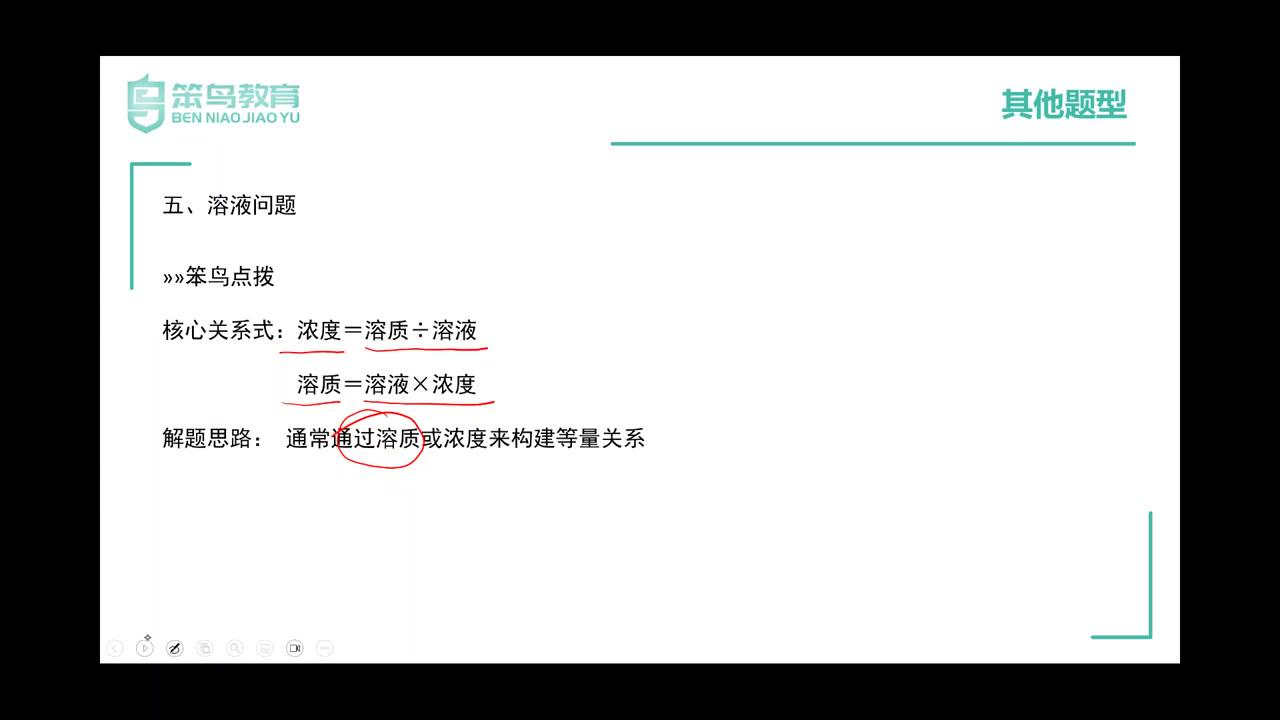 笨鸟教育
BEN NIAO JIAO YU
其他题型
五、溶液问题
»»笨鸟点拨
核心关系式：浓度＝溶质÷溶液
溶质＝溶液×浓度
解题思路： 通常通过溶质或浓度来构建等量关系